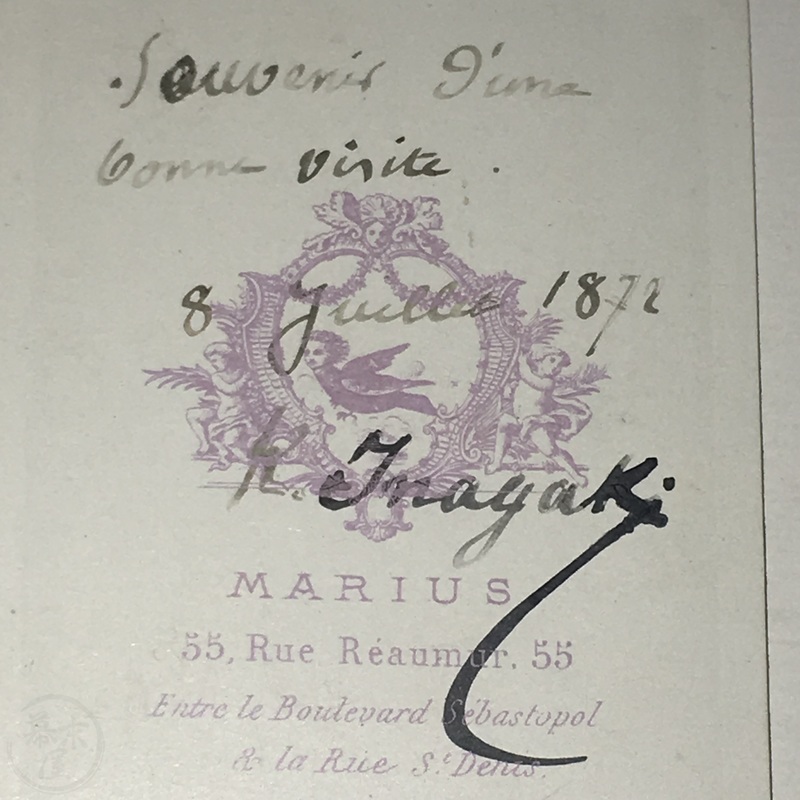 Souvenir d'une
bonne visite.
8 Juillet 1872
K. Inagaki
MARIUS
55, Rue Réaumur. 55
Entre le Boulevard Sébastopol
& la Rue St Denis.